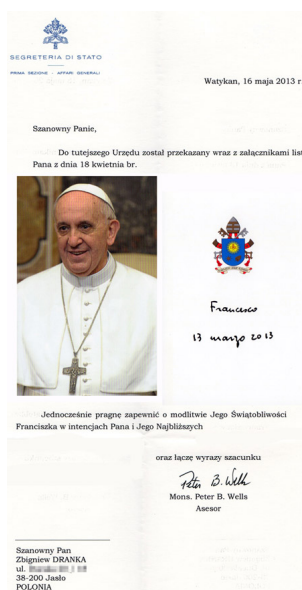 SEGRETERIA DI STATO
PRIMA SEZIONE - AFFARI GENERALI
Watykan, 16 maja 2013 r
Szanowny Panie,
Do tutejszego Urzędu został przekazany wraz z załącznikami list
Pana z dnia 18 kwietnia br.
Francesco
13 marzo 2013
Jednocześnie pragnę zapewnić o modlitwie Jego Świątobliwości
Franciszka w intencjach Pana i Jego Najbliższych
oraz łączę wyrazy szacunku
Peter B. Wells
Mons. Peter B. Wells
Asesor
Szanowny Pan
Zbigniew DRANKA
ul.
38-200 Jasło
POLONIA